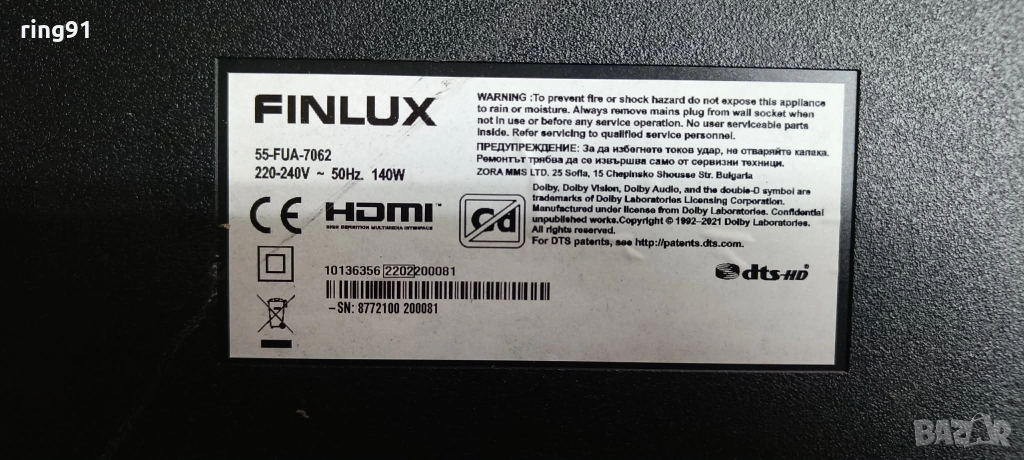 ring91
FINLUX
55-FUA-7062
220-240V ~ 50Hz. 140W
WARNING :To prevent fire or shock hazard do not expose this appliance
to rain or moisture. Always remove mains plug from wall socket when
not in use or before any service operation. No user serviceable parts
inside. Refer servicing to qualified service personnel.
ПРЕДУПРЕЖДЕНИЕ: За да избегнете токов удар, не отваряйте капака.
Ремонтът трябва да се извършва само от сервизни техници.
ZORA MMS LTD. 25 Sofia, 15 Chepinsko Shousse Str. Bulgaria
Dolby, Dolby Vision, Dolby Audio, and the double-D symbol are
trademarks of Dolby Laboratories Licensing Corporation.
Manufactured under license from Dolby Laboratories. Confidential
unpublished works.Copyright © 1992-2021 Dolby Laboratories.
All rights reserved.
For DTS patents, see http://patents.dts.com.
CE HDMI™ Cd
HIGH DEFINITION MULTIMEDIA INTERFACE
dts-HD®
10136356 2202200081
-SN: 8772100 200081
BAZAR